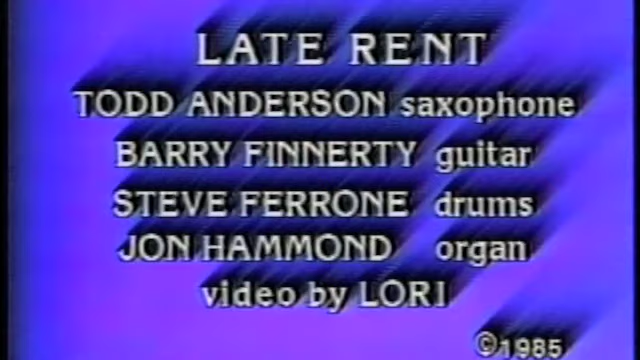 LATE RENT
TODD ANDERSON saxophone
BARRY FINNERTY guitar
STEVE FERRONE drums
JON HAMMOND organ
video by LORI
©1985